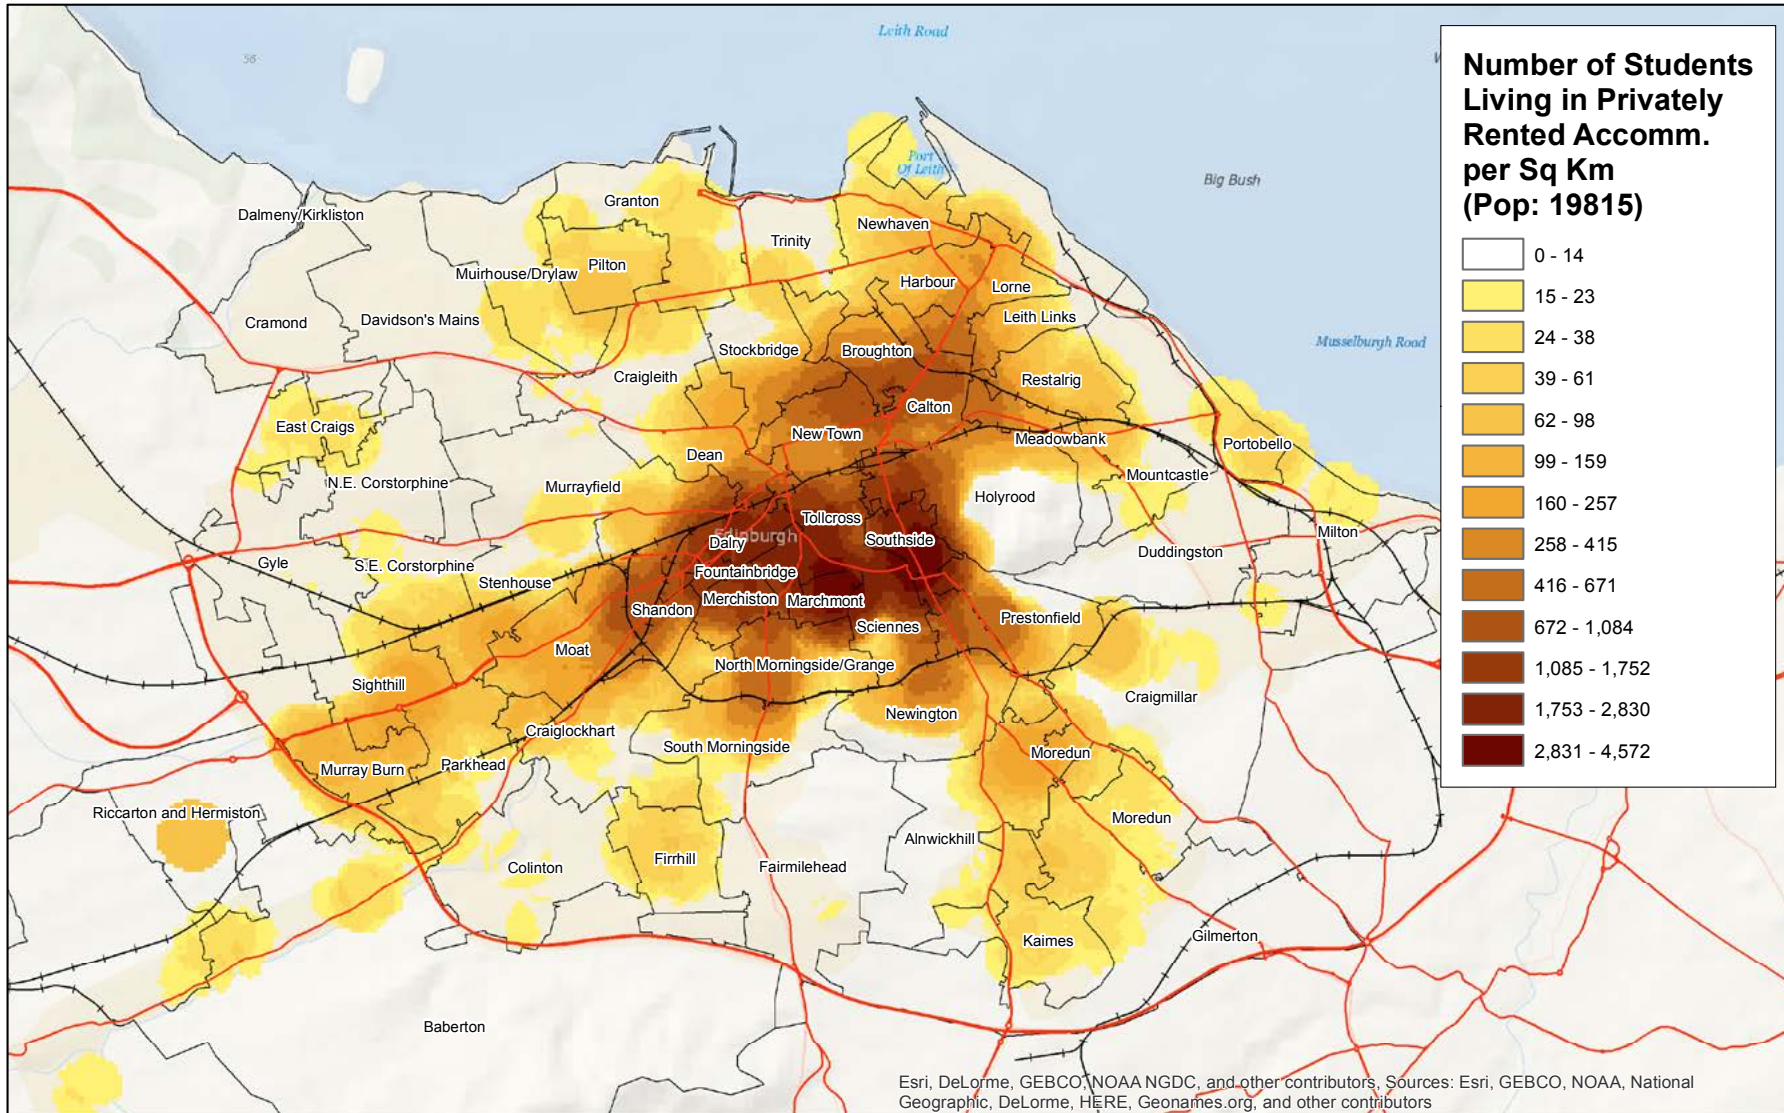 Leith Road
56
Number of Students
Living in Privately
Rented Accomm.
per Sq Km
(Pop: 19815)
0 - 14
15 - 23
24 - 38
39 - 61
62 - 98
99 - 159
160 - 257
258 - 415
416 - 671
672 - 1,084
1,085 - 1,752
1,753 - 2,830
2,831 - 4,572
Port
Of Leith
Big Bush
Granton
Dalmeny/Kirkliston
Newhaven
Trinity
Pilton
Muirhouse/Drylaw
Harbour
Lorne
Leith Links
Cramond
Davidson's Mains
Musselburgh Road
Stockbridge
Broughton
Craigleith
Restalrig
Calton
East Craigs
New Town
Meadowbank
Portobello
Dean
Mountcastle
N.E. Corstorphine
Murrayfield
Holyrood
Tollcross
Edinburgh
Milton
Dalry
Southside
Duddingston
Gyle
S.E. Corstorphine
Stenhouse
Fountainbridge
Merchiston
Marchmont
Shandon
Prestonfield
Sciennes
Moat
North Morningside/Grange
Sighthill
Craigmillar
Newington
Craiglockhart
South Morningside
Moredun
Parkhead
Murray Burn
Riccarton and Hermiston
Moredun
Alnwickhill
Firrhill
Colinton
Fairmilehead
Kaimes
Gilmerton
Baberton
Esri, DeLorme, GEBCO, NOAA NGDC, and other contributors, Sources: Esri, GEBCO, NOAA, National
Geographic, DeLorme, HERE, Geonames.org, and other contributors